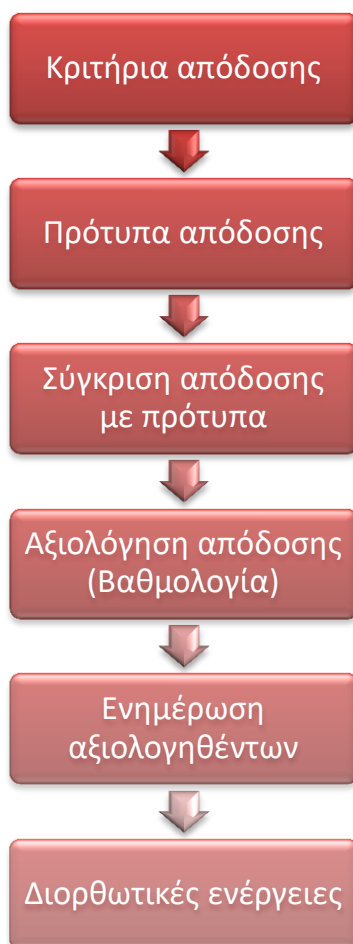 Κριτήρια απόδοσης
Πρότυπα απόδοσης
Σύγκριση απόδοσης
με πρότυπα
Αξιολόγηση απόδοσης
(Βαθμολογία)
Ενημέρωση
αξιολογηθέντων
Διορθωτικές ενέργειες